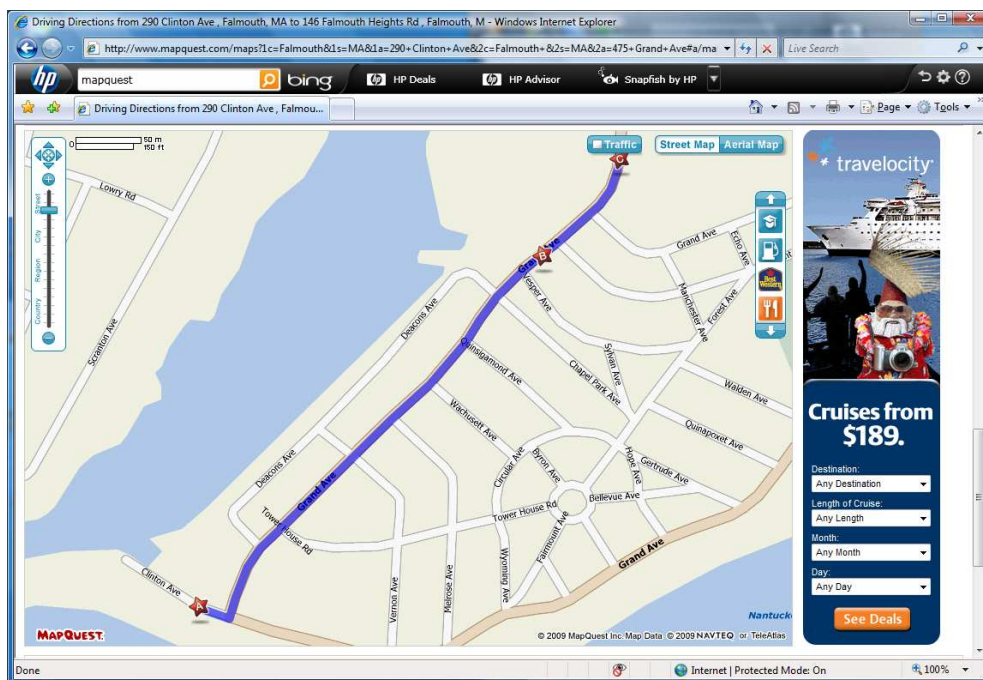 Driving Directions from 290 Clinton Ave , Falmouth, MA to 146 Falmouth Heights Rd , Falmouth, M - Windows Internet Explorer
http://www.mapquest.com/maps?1c=Falmouth&1s=MA&1a=290+Clinton+Ave&2c=Falmouth+&2s=MA&2a=475+Grand+Ave#a/ma
Live Search
hp
mapquest
bing
HP Deals
HP Advisor
Snapfish by HP
Driving Directions from 290 Clinton Ave , Falmou...
Page
Tools
0
50 m
150 ft
Traffic
Street Map
Aerial Map
Street
City
Region
Country
Lowry Rd
Scranton Ave
C
Grand Ave
B
Grand Ave
Echo Ave
Vesper Ave
Manchester Ave
Forest Ave
Best Western
Deacons Ave
Quinsigamond Ave
Sylvan Ave
Chapel Park Ave
Walden Ave
Wachusett Ave
Quinapoxet Ave
Circular Ave
Byron Ave
Hope Ave
Gertrude Ave
Deacons Ave
Grand Ave
Tower House Rd
Tower House Rd
Bellevue Ave
Fairmount Ave
Grand Ave
Clinton Ave
A
Vernon Ave
Melrose Ave
Wyoming Ave
Nantucke
MAPQUEST.
© 2009 MapQuest Inc. Map Data © 2009 NAVTEQ or TeleAtlas
travelocity
Cruises from
$189.
Destination:
Any Destination
Length of Cruise:
Any Length
Month:
Any Month
Day:
Any Day
See Deals
Done
Internet | Protected Mode: On
100%